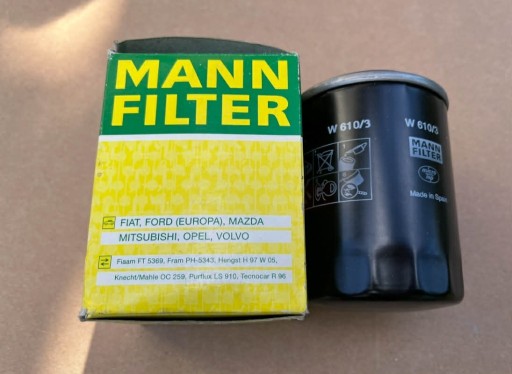 MANN
FILTER
FIAT, FORD (EUROPA), MAZDA
MITSUBISHI, OPEL, VOLVO
Fiaam FT 5369, Fram PH-5343, Hengst H 97 W 05,
Knecht/Mahle OC 259, Purflux LS 910, Tecnocar R 96
W 610/3
W 610/3
MANN
FILTER
Made in Spain